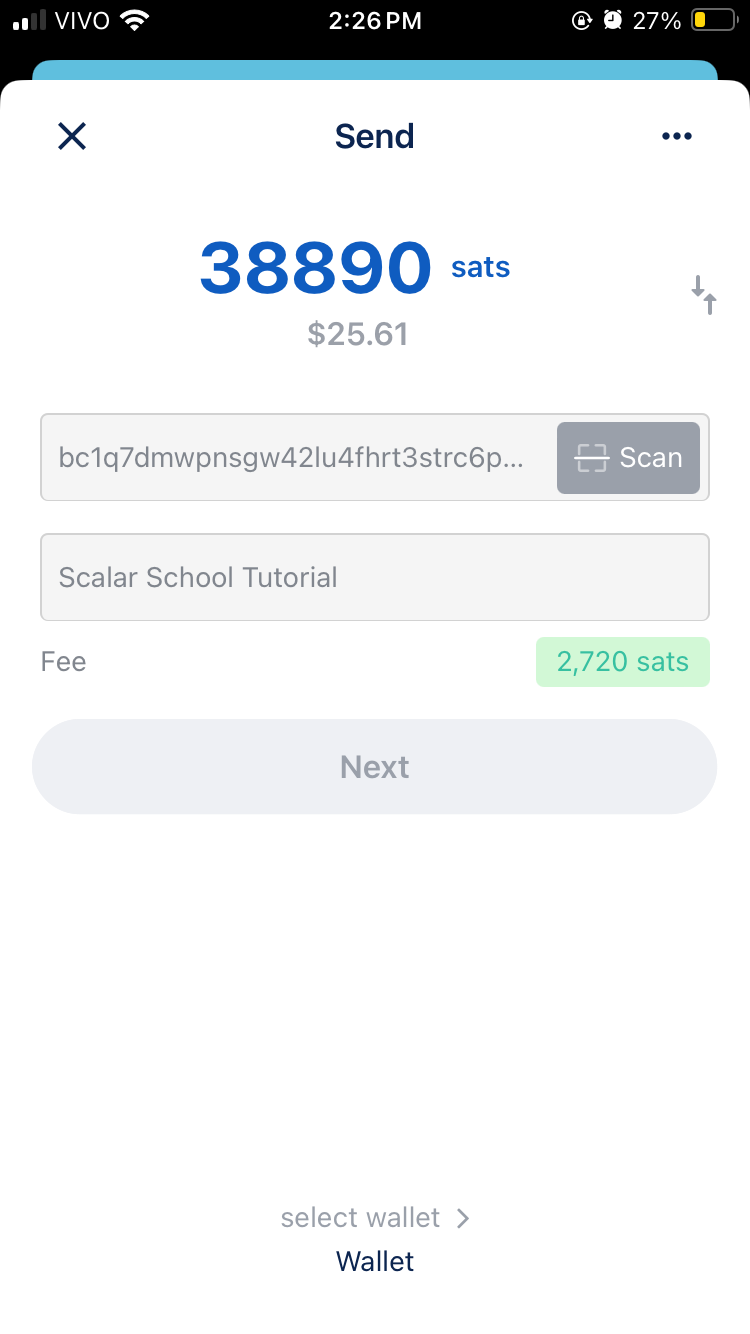 VIVO 2:26 PM 27%
Send
38890 sats
$25.61
bc1q7dmwpnsgw42lu4fhrt3strc6p... Scan
Scalar School Tutorial
Fee 2,720 sats
Next
select wallet
Wallet